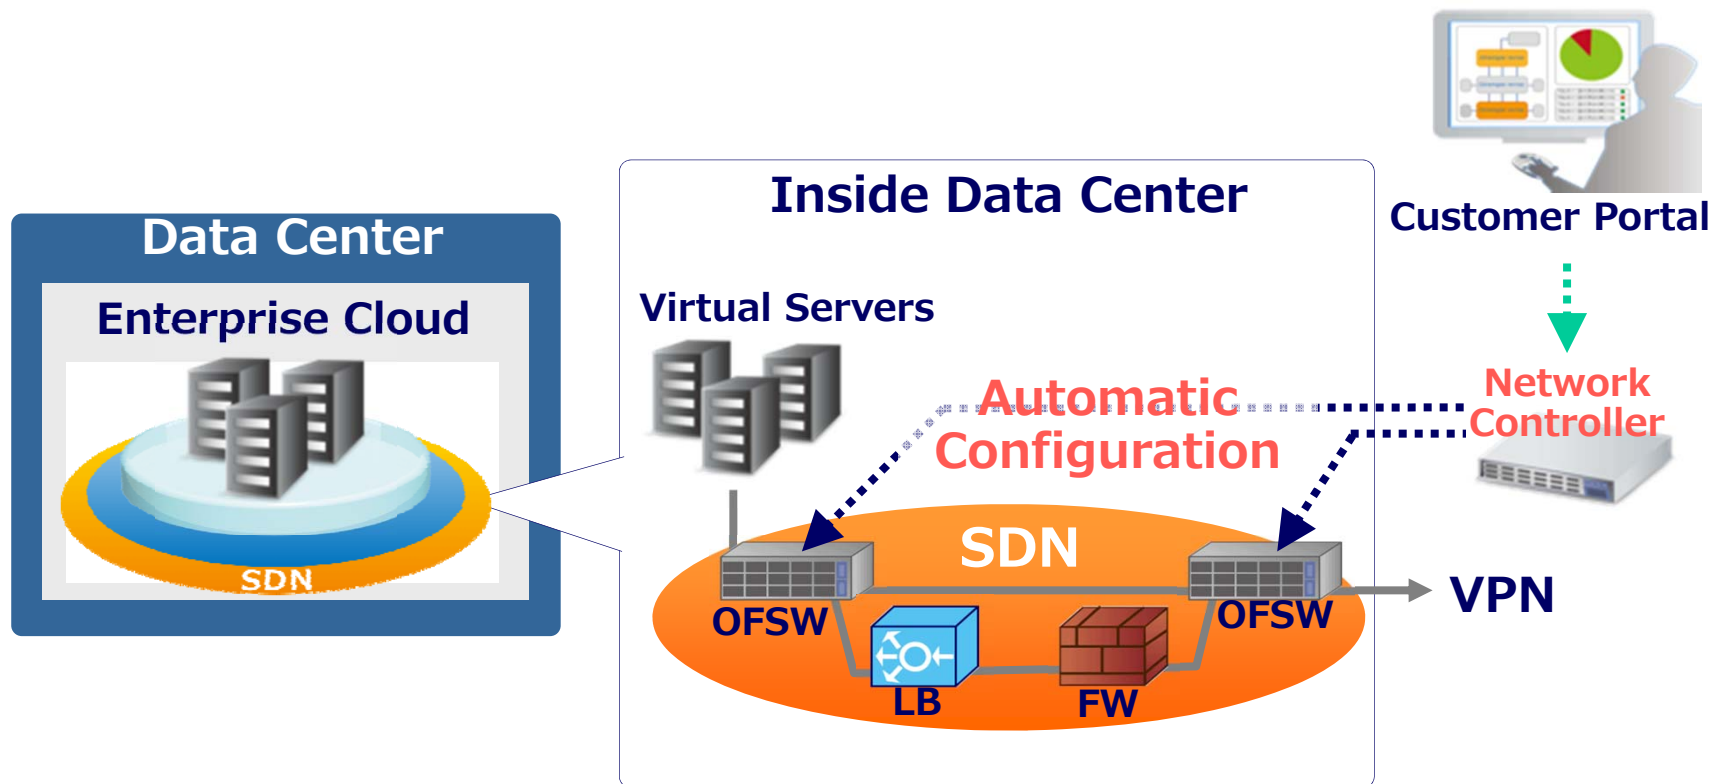 Data Center
Enterprise Cloud
SDN
Inside Data Center
Virtual Servers
Automatic
Configuration
SDN
OFSW
OFSW
LB
FW
VPN
Customer Portal
Network
Controller